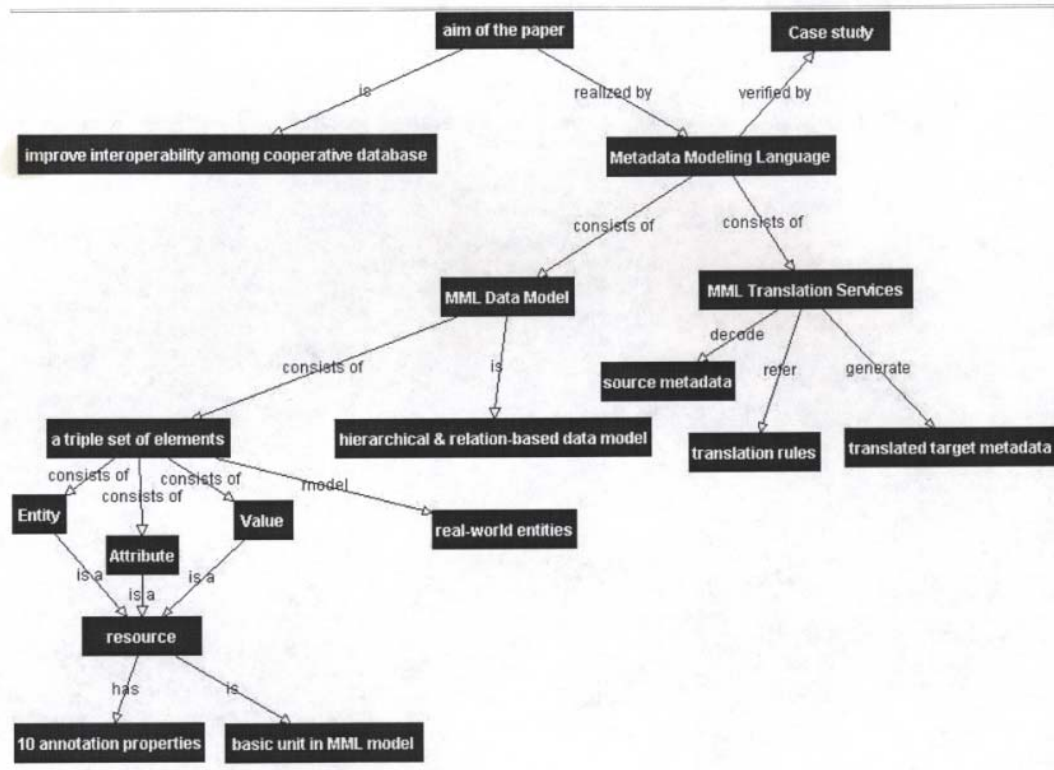 aim of the paper
Case study
is
realized by
verified by
improve interoperability among cooperative database
Metadata Modeling Language
consists of
consists of
MML Data Model
MML Translation Services
decode
consists of
is
refer
generate
source metadata
a triple set of elements
hierarchical & relation-based data model
translation rules
translated target metadata
consists of
consists of
consists of
model
Entity
Value
real-world entities
Attribute
is a
is a
is a
resource
has
is
10 annotation properties
basic unit in MML model